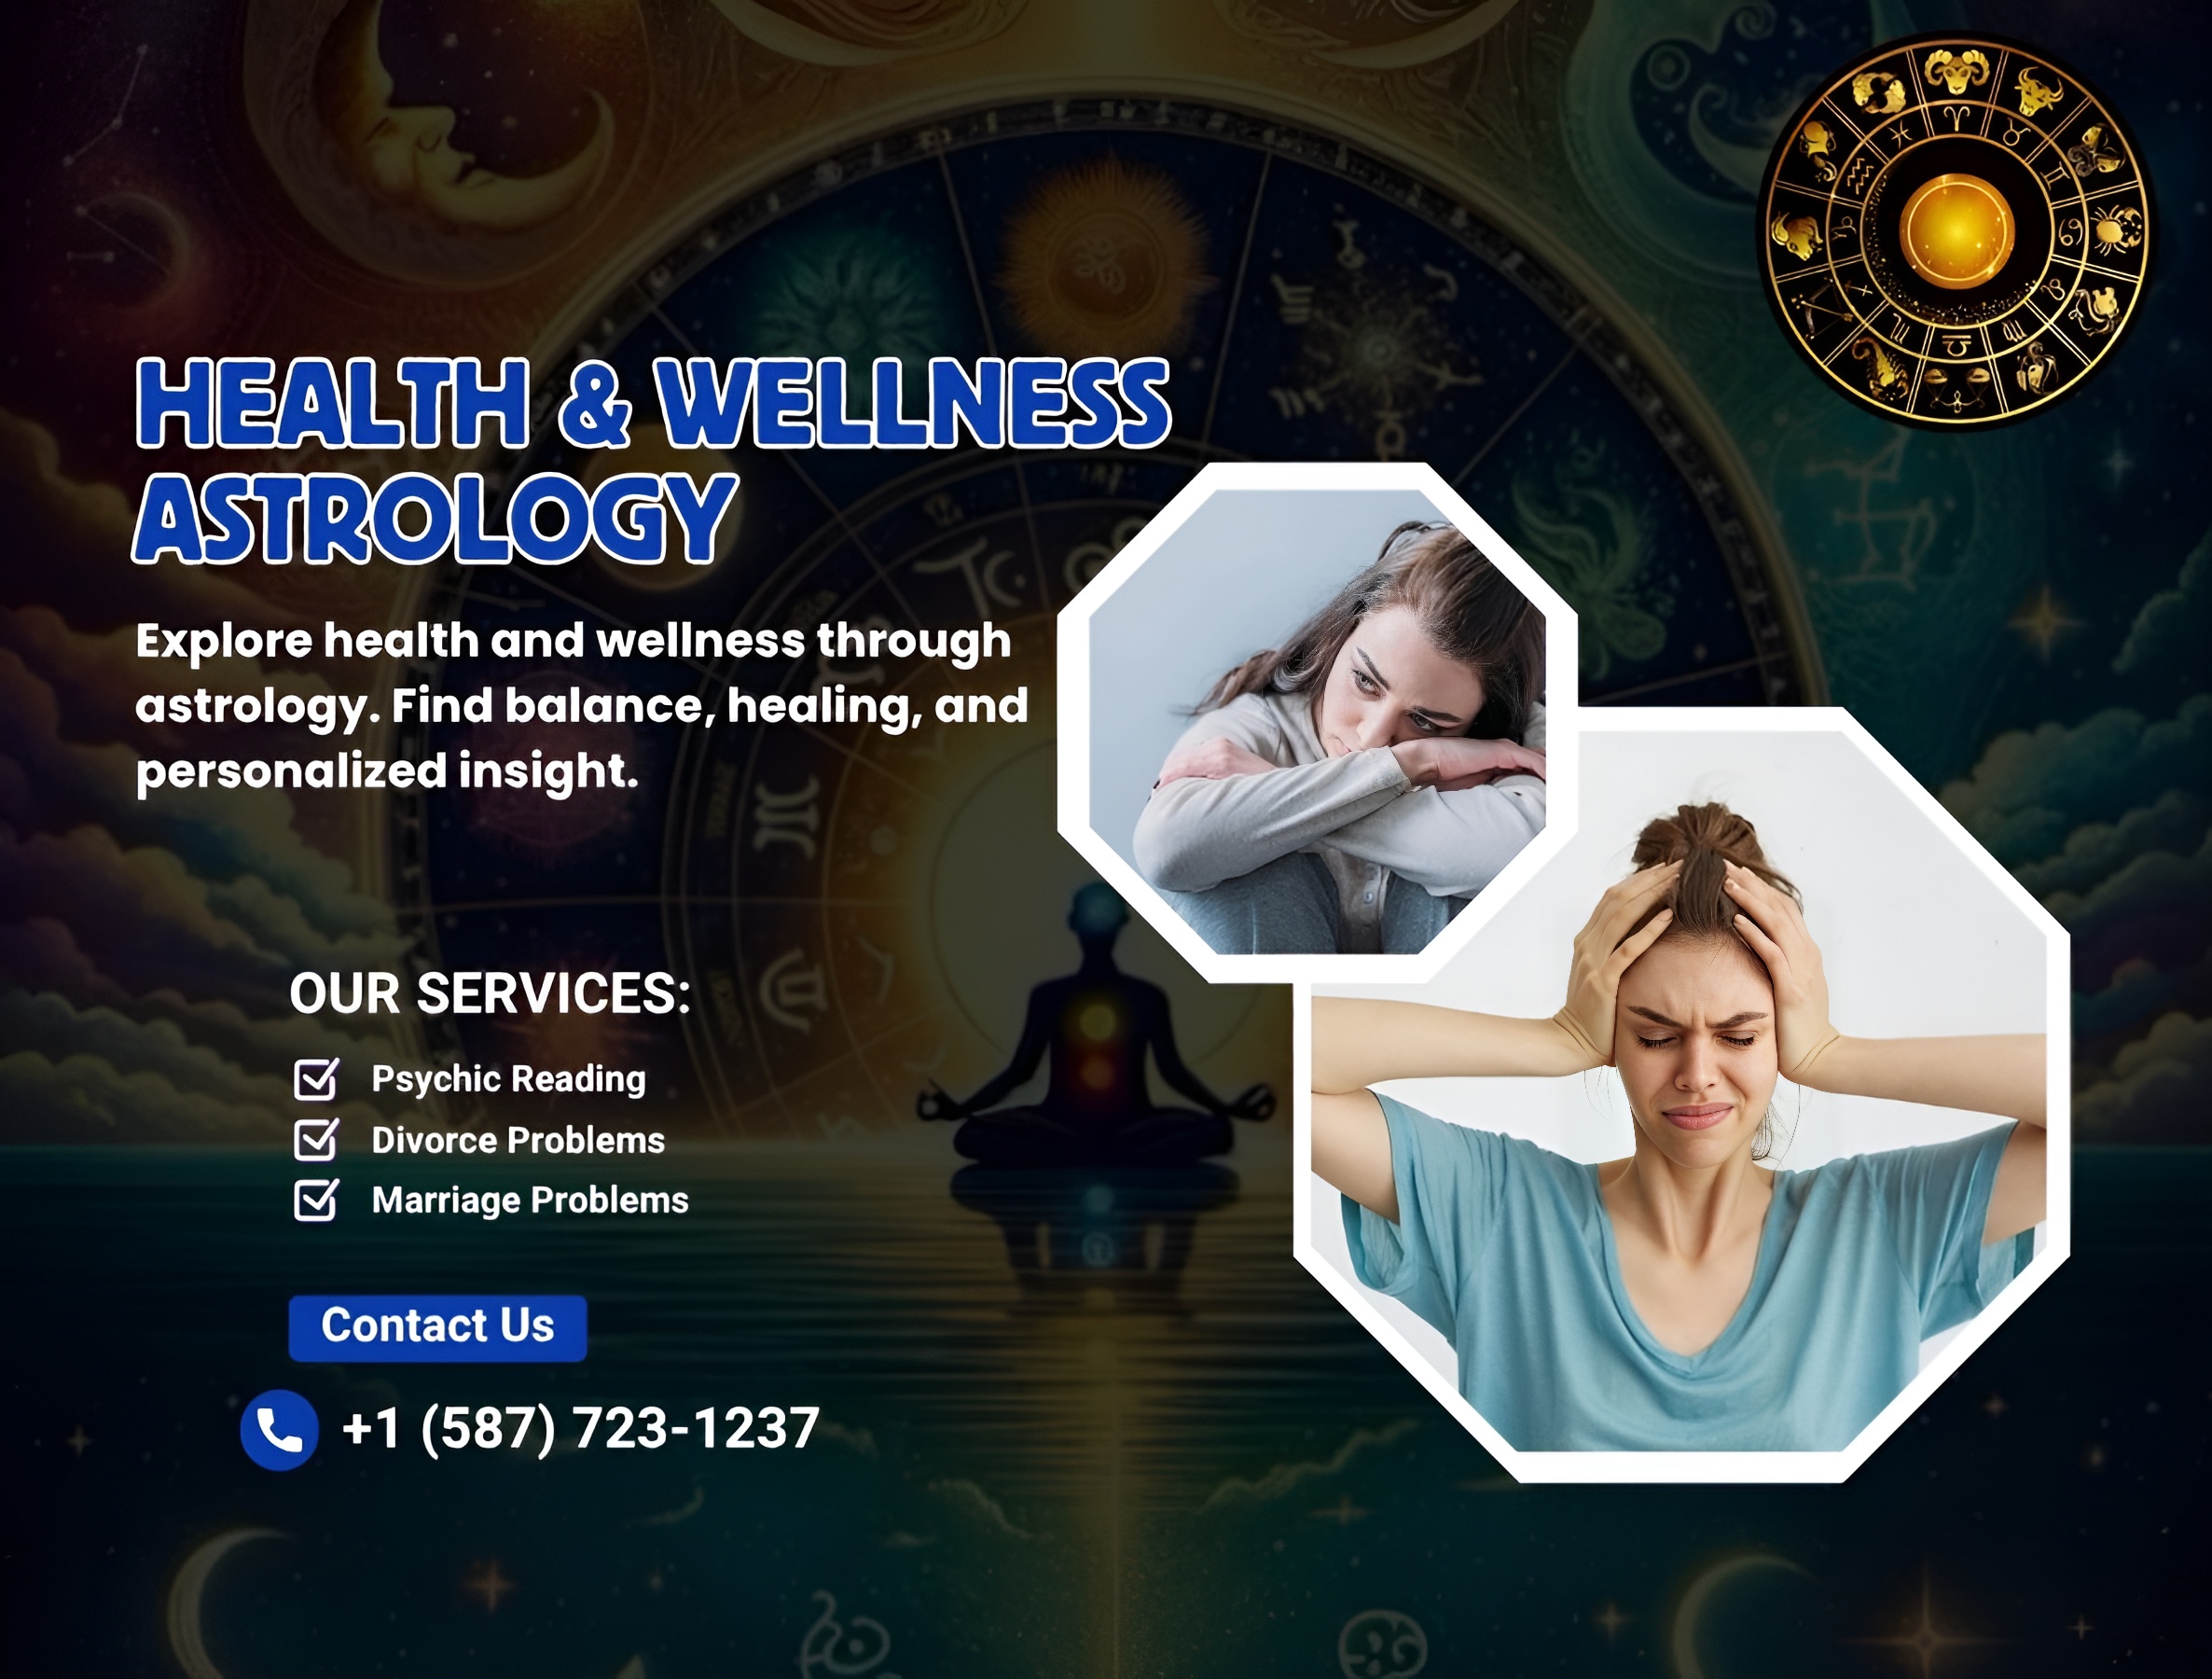 HEALTH & WELLNESS
ASTROLOGY
Explore health and wellness through
astrology. Find balance, healing, and
personalized insight.
OUR SERVICES:
Psychic Reading
Divorce Problems
Marriage Problems
Contact Us
+1 (587) 723-1237